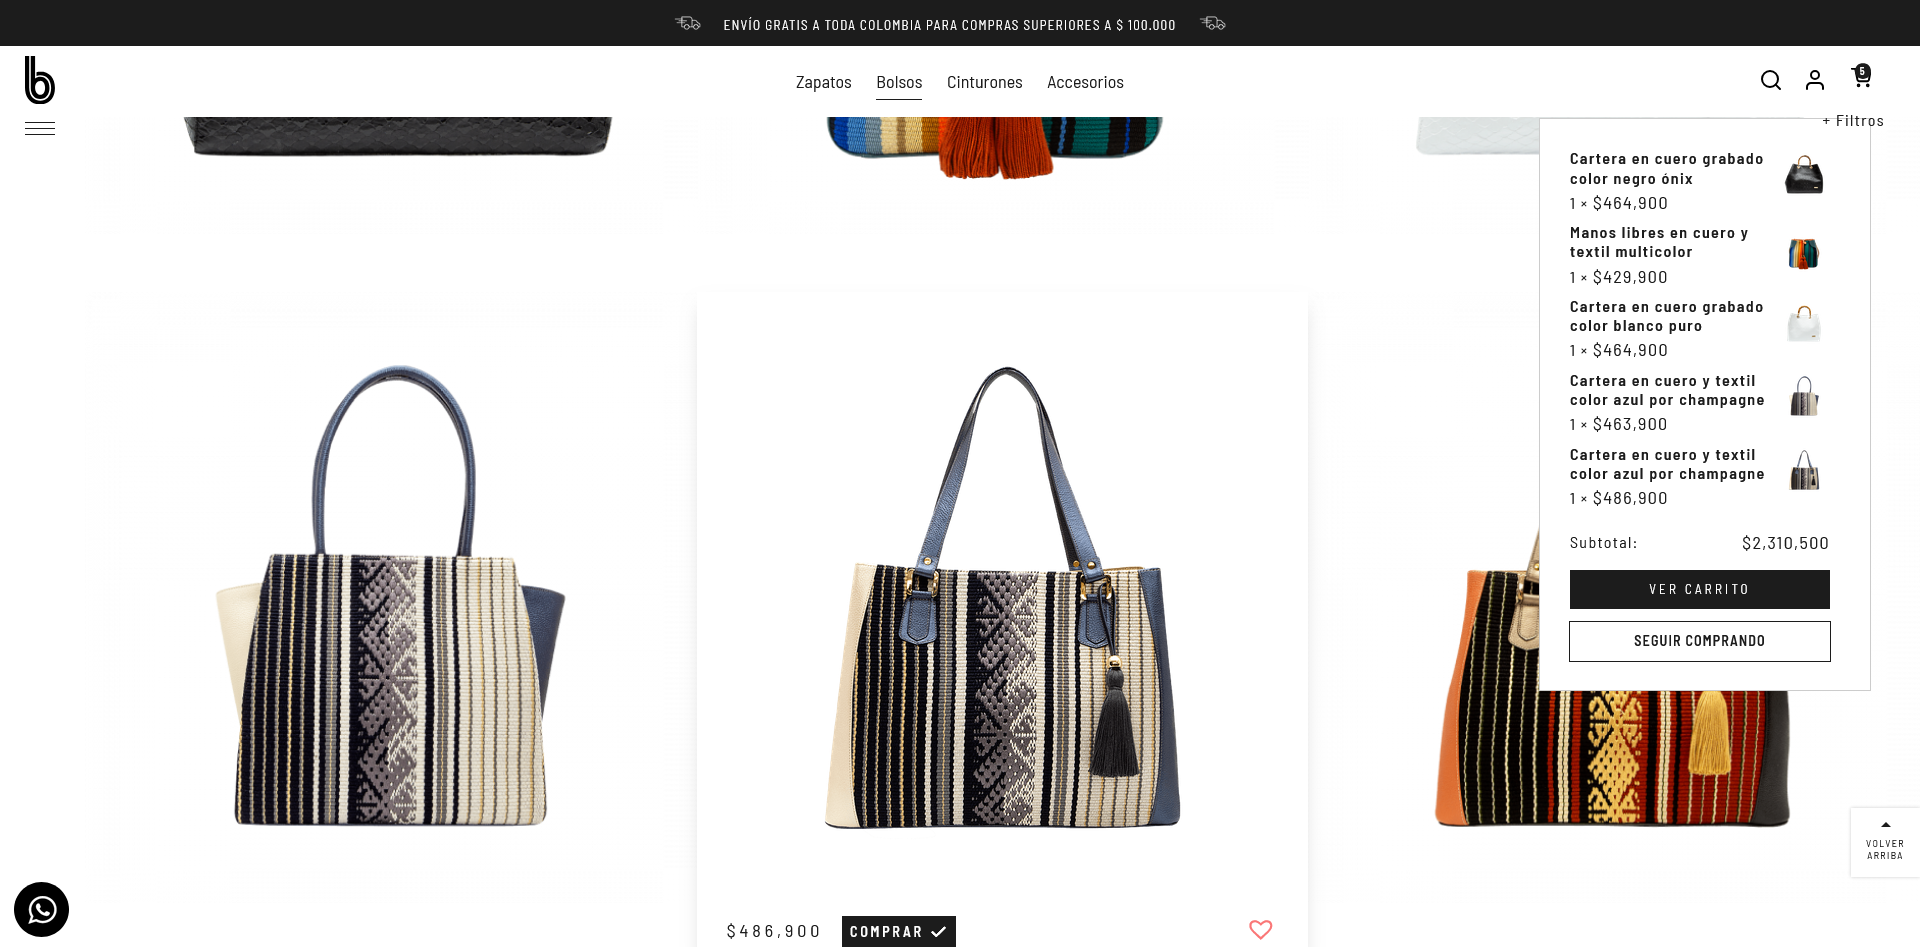 ENVÍO GRATIS A TODA COLOMBIA PARA COMPRAS SUPERIORES A $ 100.000
b
Zapatos
Bolsos
Cinturones
Accesorios
5
+ Filtros
Cartera en cuero grabado
color negro ónix
1 × $464,900
Manos libres en cuero y
textil multicolor
1 × $429,900
Cartera en cuero grabado
color blanco puro
1 × $464,900
Cartera en cuero y textil
color azul por champagne
1 × $463,900
Cartera en cuero y textil
color azul por champagne
1 × $486,900
Subtotal: $2,310,500
VER CARRITO
SEGUIR COMPRANDO
VOLVER
ARRIBA
$486,900
COMPRAR